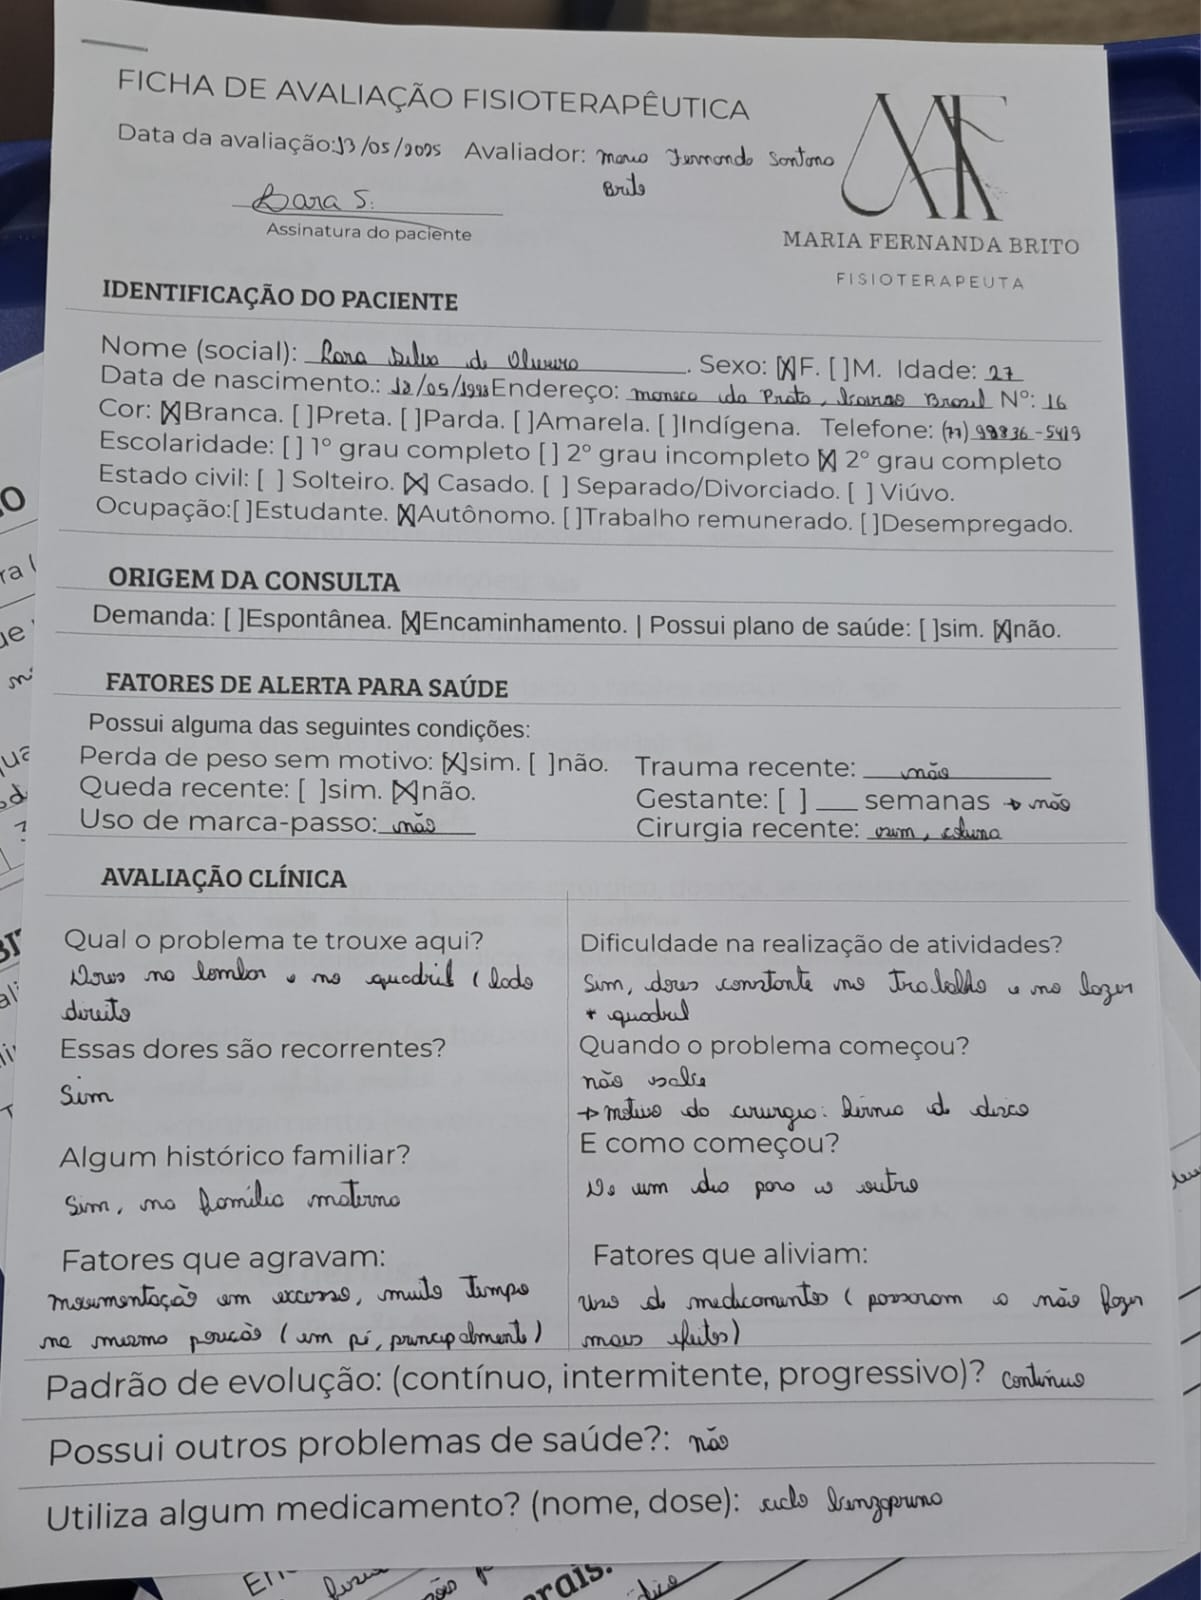 FICHA DE AVALIAÇÃO FISIOTERAPÊUTICA
Data da avaliação: 13/05/2025 Avaliador: Maria Fernanda Santana
Brito
MF
Sara S.
Assinatura do paciente
MARIA FERNANDA BRITO
FISIOTERAPEUTA
IDENTIFICAÇÃO DO PACIENTE
Nome (social): Silva de Oliveira. Sexo: [X]F. [ ]M. Idade: 27
Data de nascimento.: 12/05/1998 Endereço: da Prata, Brasil Nº: 16
Cor: [X]Branca. [ ]Preta. [ ]Parda. [ ]Amarela. [ ]Indígena. Telefone: (77) 98836-5419
Escolaridade: [ ] 1º grau completo [ ] 2º grau incompleto [X] 2º grau completo
Estado civil: [ ] Solteiro. [X] Casado. [ ] Separado/Divorciado. [ ] Viúvo.
Ocupação:[ ]Estudante. [X]Autônomo. [ ]Trabalho remunerado. [ ]Desempregado.
ORIGEM DA CONSULTA
Demanda: [ ]Espontânea. [X]Encaminhamento. | Possui plano de saúde: [ ]sim. [X]não.
FATORES DE ALERTA PARA SAÚDE
Possui alguma das seguintes condições:
Perda de peso sem motivo: [X]sim. [ ]não. Trauma recente: não
Queda recente: [ ]sim. [X]não. Gestante: [ ] ___ semanas → não
Uso de marca-passo: não Cirurgia recente: sim, coluna
AVALIAÇÃO CLÍNICA
Qual o problema te trouxe aqui?
Dores na lombar e no quadril (lado
direito
Dificuldade na realização de atividades?
Sim, dores constante no trabalho e no lazer
+ quadril
Essas dores são recorrentes?
Sim
Quando o problema começou?
não sabe
→ motivo da cirurgia: hérnia de disco
Algum histórico familiar?
Sim, na família materna
E como começou?
De um dia para o outro
Fatores que agravam:
movimentação em excesso, muito tempo
na mesma posição (em pé, principalmente)
Fatores que aliviam:
Uso de medicamentos (passaram a não fazer
mais efeitos)
Padrão de evolução: (contínuo, intermitente, progressivo)? Contínuo
Possui outros problemas de saúde?: não
Utiliza algum medicamento? (nome, dose): ciclo benzaprina